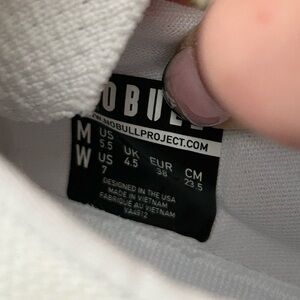 OBULL
W.NOBULLPROJECT.COM
M US 5.5 UK 4.5 EUR 36 CM 23.5
W US 7
DESIGNED IN THE USA
MADE IN VIETNAM
FABRIQUÉ AU VIETNAM